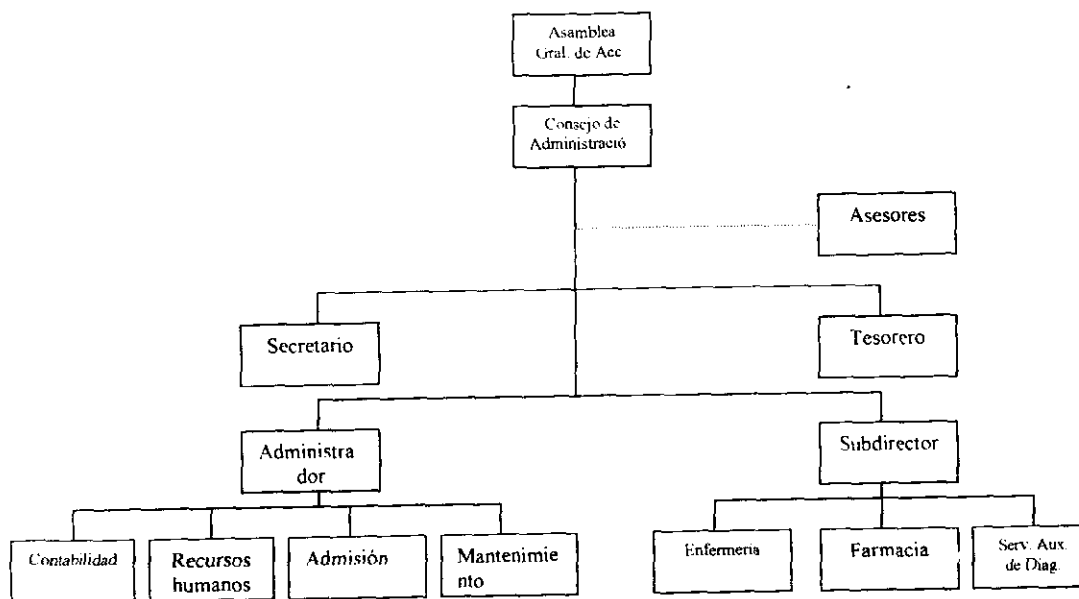 Asamblea
Gral. de Acc
Consejo de
Administració
Asesores
Secretario
Tesorero
Administra
dor
Subdirector
Contabilidad
Recursos
humanos
Admisión
Mantenimie
nto
Enfermeria
Farmacia
Serv. Aux.
de Diag.